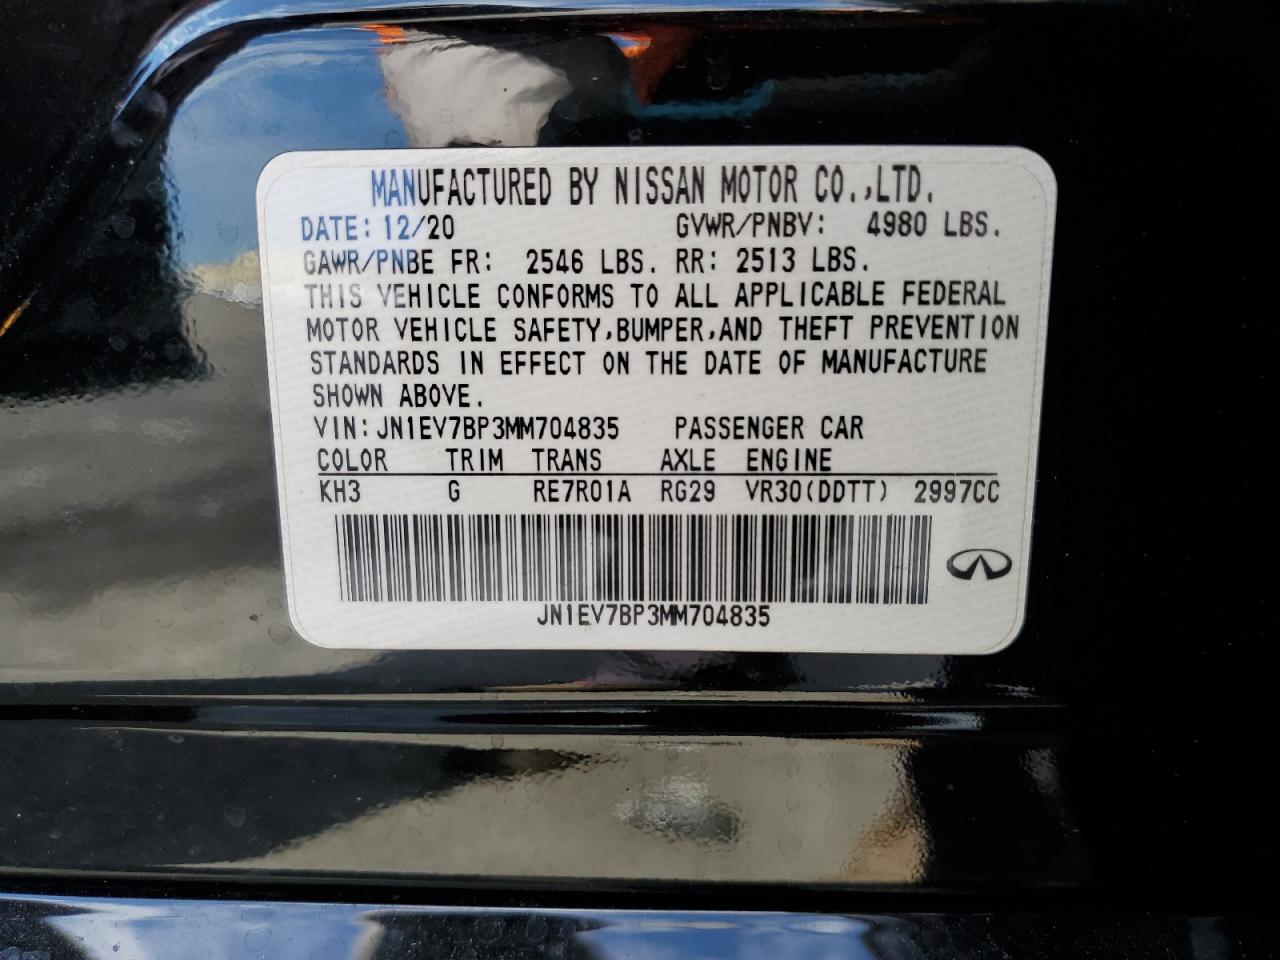 MANUFACTURED BY NISSAN MOTOR CO.,LTD.
DATE: 12/20 GVWR/PNBV: 4980 LBS.
GAWR/PNBE FR: 2546 LBS. RR: 2513 LBS.
THIS VEHICLE CONFORMS TO ALL APPLICABLE FEDERAL
MOTOR VEHICLE SAFETY,BUMPER,AND THEFT PREVENTION
STANDARDS IN EFFECT ON THE DATE OF MANUFACTURE
SHOWN ABOVE.
VIN:JN1EV7BP3MM704835 PASSENGER CAR
COLOR TRIM TRANS AXLE ENGINE
KH3 G RE7R01A RG29 VR30(DDTT) 2997CC
JN1EV7BP3MM704835